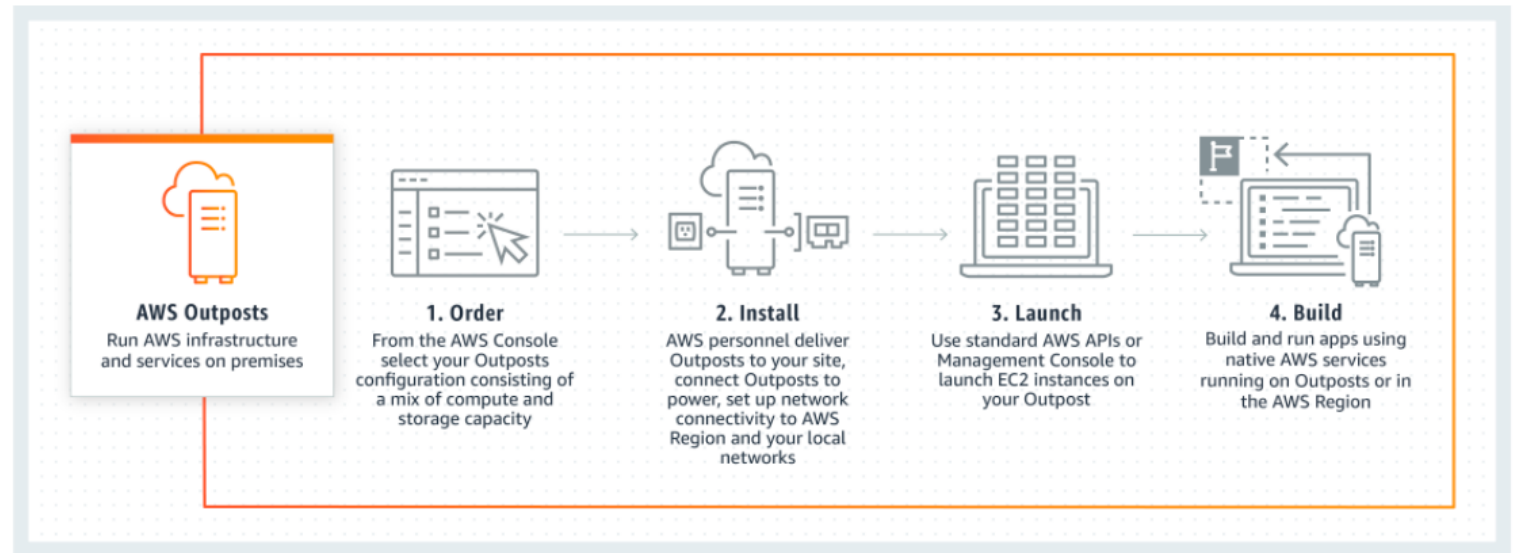 AWS Outposts
Run AWS infrastructure
and services on premises
1. Order
From the AWS Console
select your Outposts
configuration consisting of
a mix of compute and
storage capacity
2. Install
AWS personnel deliver
Outposts to your site,
connect Outposts to
power, set up network
connectivity to AWS
Region and your local
networks
3. Launch
Use standard AWS APIs or
Management Console to
launch EC2 instances on
your Outpost
4. Build
Build and run apps using
native AWS services
running on Outposts or in
the AWS Region